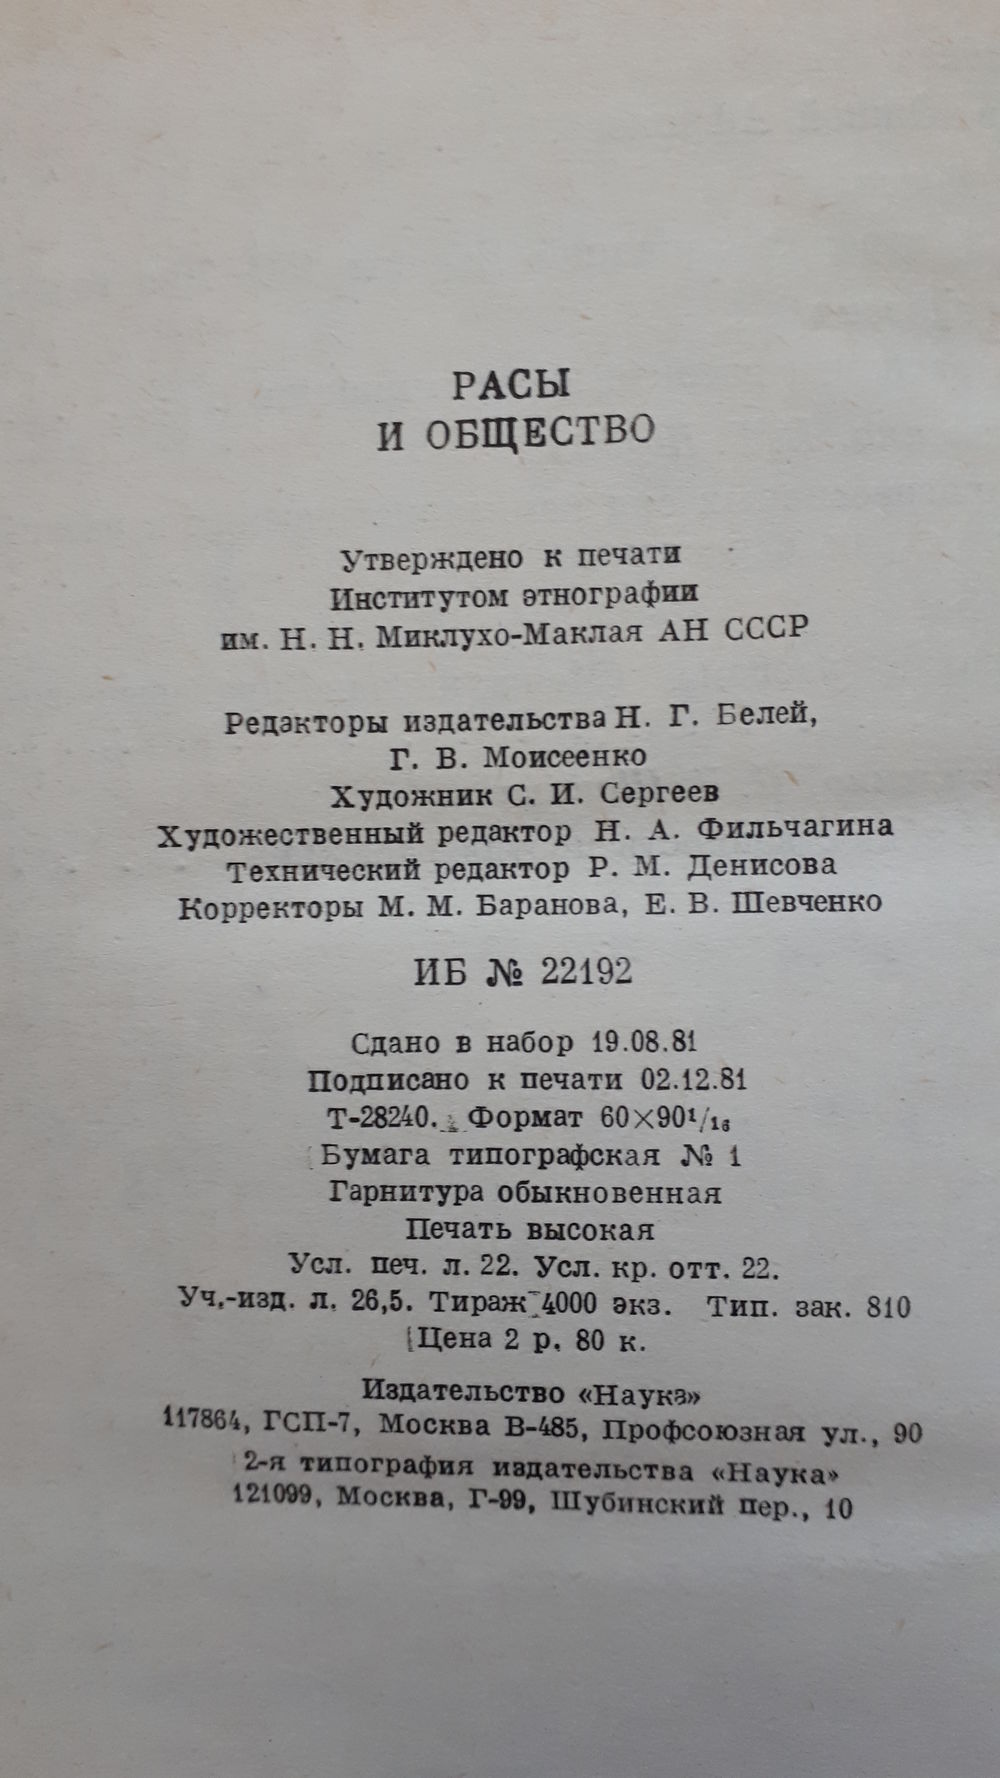 РАСЫ
И ОБЩЕСТВО
Утверждено к печати
Институтом этнографии
им. Н. Н. Миклухо-Маклая АН СССР
Редакторы издательства Н. Г. Белей,
Г. В. Моисеенко
Художник С. И. Сергеев
Художественный редактор Н. А. Фильчагина
Технический редактор Р. М. Денисова
Корректоры М. М. Баранова, Е. В. Шевченко
ИБ № 22192
Сдано в набор 19.08.81
Подписано к печати 02.12.81
Т-28240. Формат 60×90¹/₁₆
Бумага типографская № 1
Гарнитура обыкновенная
Печать высокая
Усл. печ. л. 22. Усл. кр. отт. 22.
Уч.-изд. л. 26,5. Тираж 4000 экз. Тип. зак. 810
Цена 2 р. 80 к.
Издательство «Наука»
117864, ГСП-7, Москва В-485, Профсоюзная ул., 90
2-я типография издательства «Наука»
121099, Москва, Г-99, Шубинский пер., 10